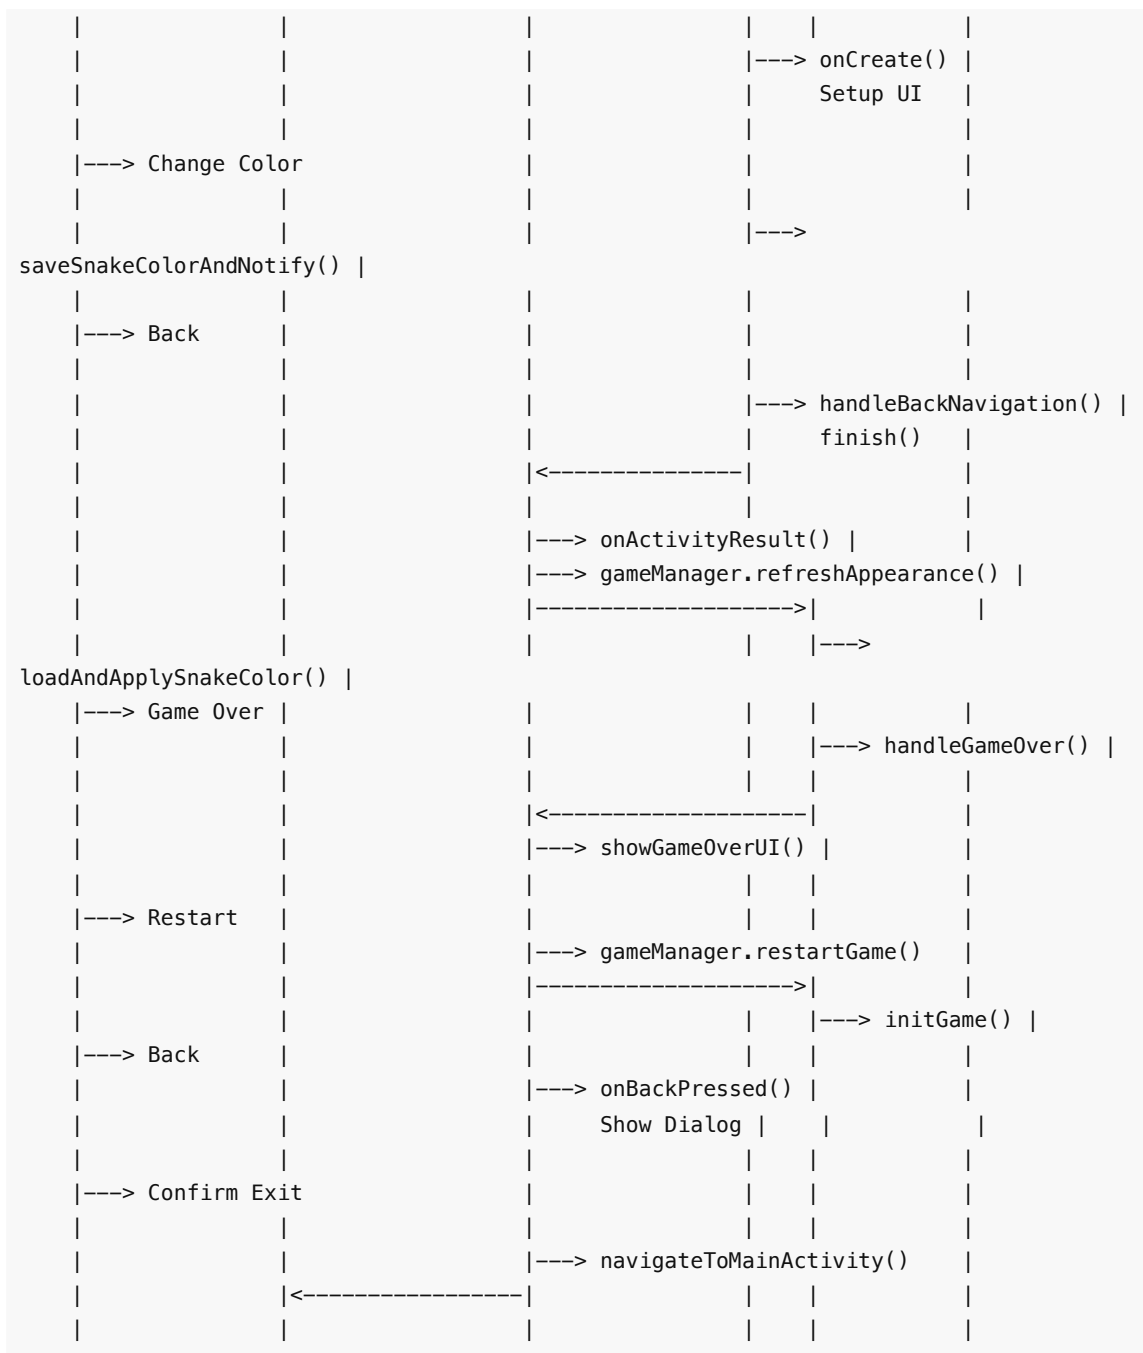 |                |                   |                 |    |            |
|                |                   |                 |---> onCreate() |
|                |                   |                 |     Setup UI   |
|                |                   |                 |                |
|---> Change Color                   |                 |                |
|                |                   |                 |                |
|                |                   |                 |--->
saveSnakeColorAndNotify() |
|                |                   |                 |                |
|---> Back       |                   |                 |                |
|                |                   |                 |                |
|                |                   |                 |---> handleBackNavigation() |
|                |                   |                 |     finish()   |
|                |                   |<----------------|                |
|                |                   |                 |                |
|                |                   |---> onActivityResult() |         |
|                |                   |---> gameManager.refreshAppearance() |
|                |                   |-------------------->|             |
|                |                   |                 |    |--->
loadAndApplySnakeColor() |
|---> Game Over |                   |                 |    |            |
|                |                   |                 |    |---> handleGameOver() |
|                |                   |                 |    |            |
|                |                   |<--------------------|            |
|                |                   |---> showGameOverUI() |           |
|                |                   |                 |    |            |
|---> Restart    |                   |                 |    |            |
|                |                   |---> gameManager.restartGame()    |
|                |                   |-------------------->|            |
|                |                   |                 |    |---> initGame() |
|---> Back       |                   |                 |    |            |
|                |                   |---> onBackPressed() |            |
|                |                   |     Show Dialog |    |            |
|                |                   |                 |    |            |
|---> Confirm Exit                   |                 |    |            |
|                |                   |                 |    |            |
|                |                   |---> navigateToMainActivity()     |
|                |<-----------------|                 |    |            |
|                |                   |                 |    |            |